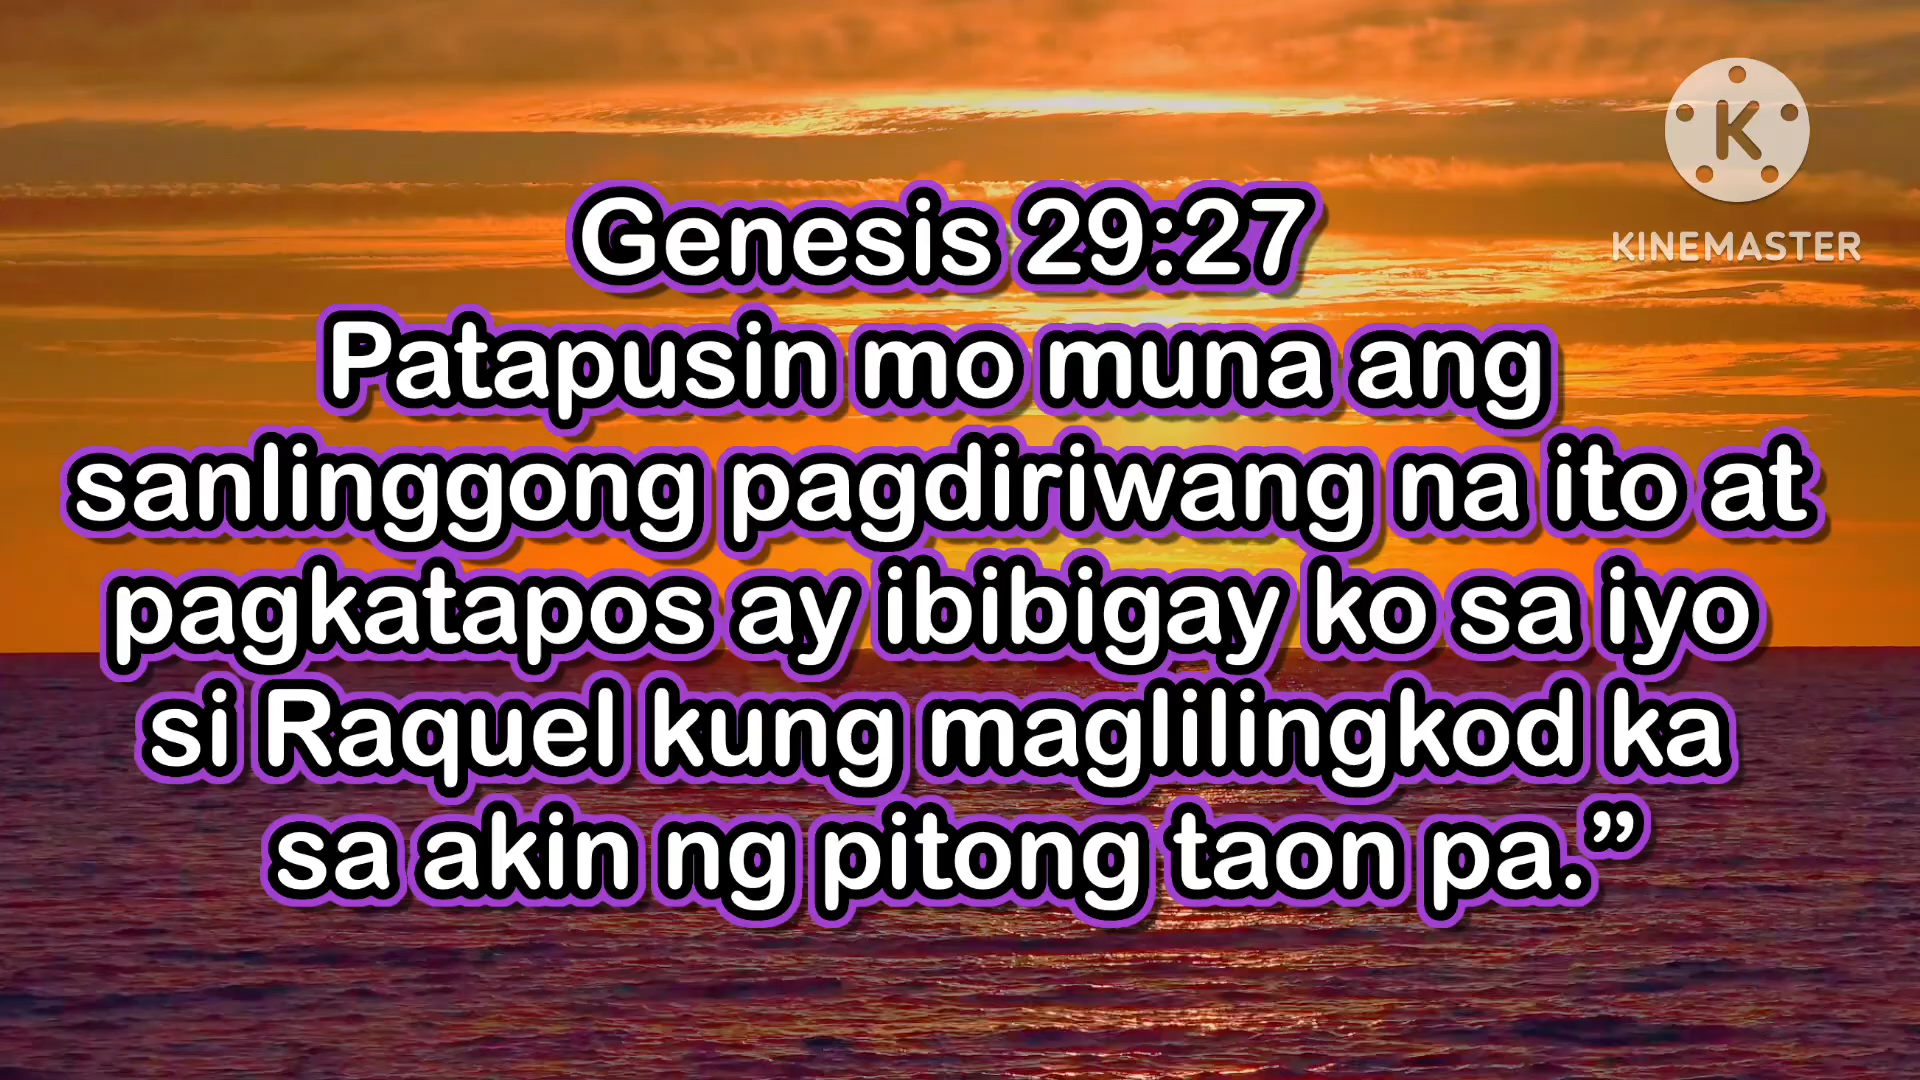 Genesis 29:27
Patapusin mo muna ang
sanlinggong pagdiriwang na ito at
pagkatapos ay ibibigay ko sa iyo
si Raquel kung maglilingkod ka
sa akin ng pitong taon pa.”
K
KINEMASTER